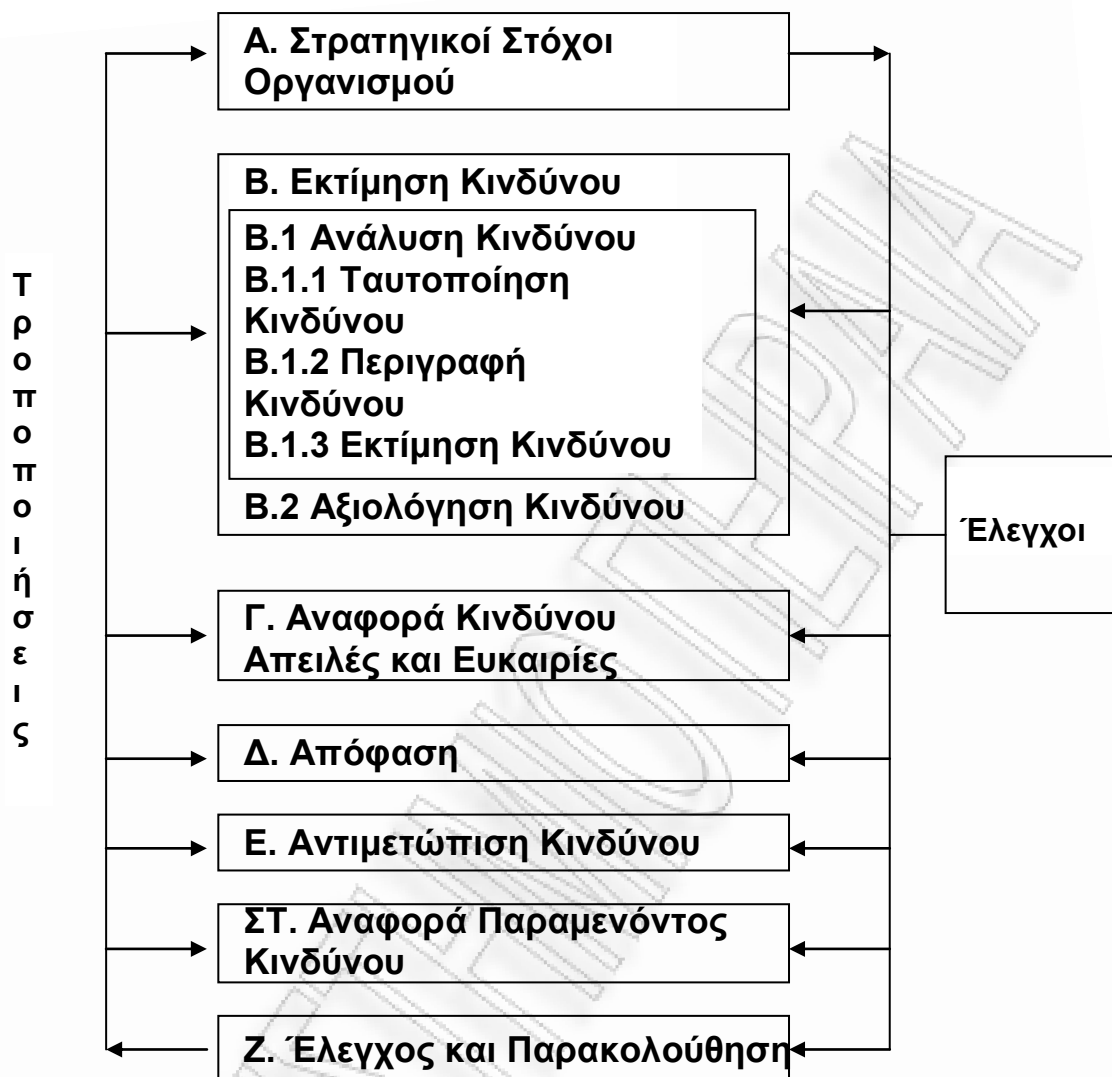 Α. Στρατηγικοί Στόχοι
Οργανισμού
Β. Εκτίμηση Κινδύνου
Β.1 Ανάλυση Κινδύνου
Β.1.1 Ταυτοποίηση
Κινδύνου
Β.1.2 Περιγραφή
Κινδύνου
Β.1.3 Εκτίμηση Κινδύνου
Β.2 Αξιολόγηση Κινδύνου
Τροποποιήσεις
Έλεγχοι
Γ. Αναφορά Κινδύνου
Απειλές και Ευκαιρίες
Δ. Απόφαση
Ε. Αντιμετώπιση Κινδύνου
ΣΤ. Αναφορά Παραμενόντος
Κινδύνου
Ζ. Έλεγχος και Παρακολούθηση